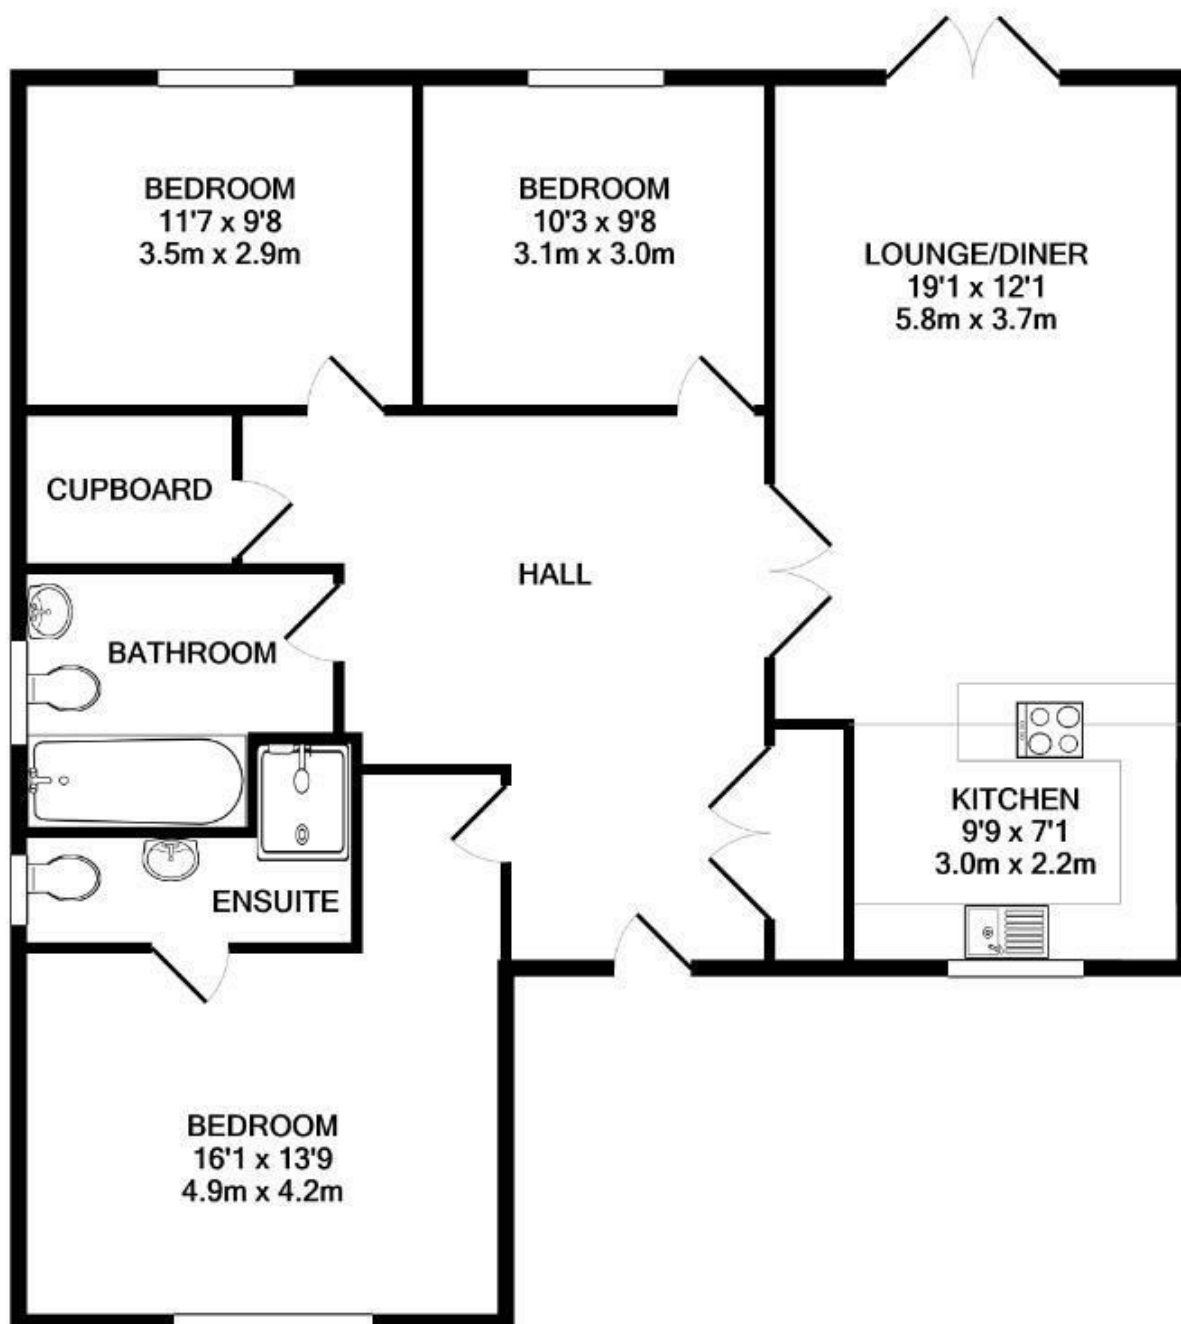 BEDROOM
11'7 x 9'8
3.5m x 2.9m
BEDROOM
10'3 x 9'8
3.1m x 3.0m
LOUNGE/DINER
19'1 x 12'1
5.8m x 3.7m
CUPBOARD
HALL
BATHROOM
KITCHEN
9'9 x 7'1
3.0m x 2.2m
ENSUITE
BEDROOM
16'1 x 13'9
4.9m x 4.2m